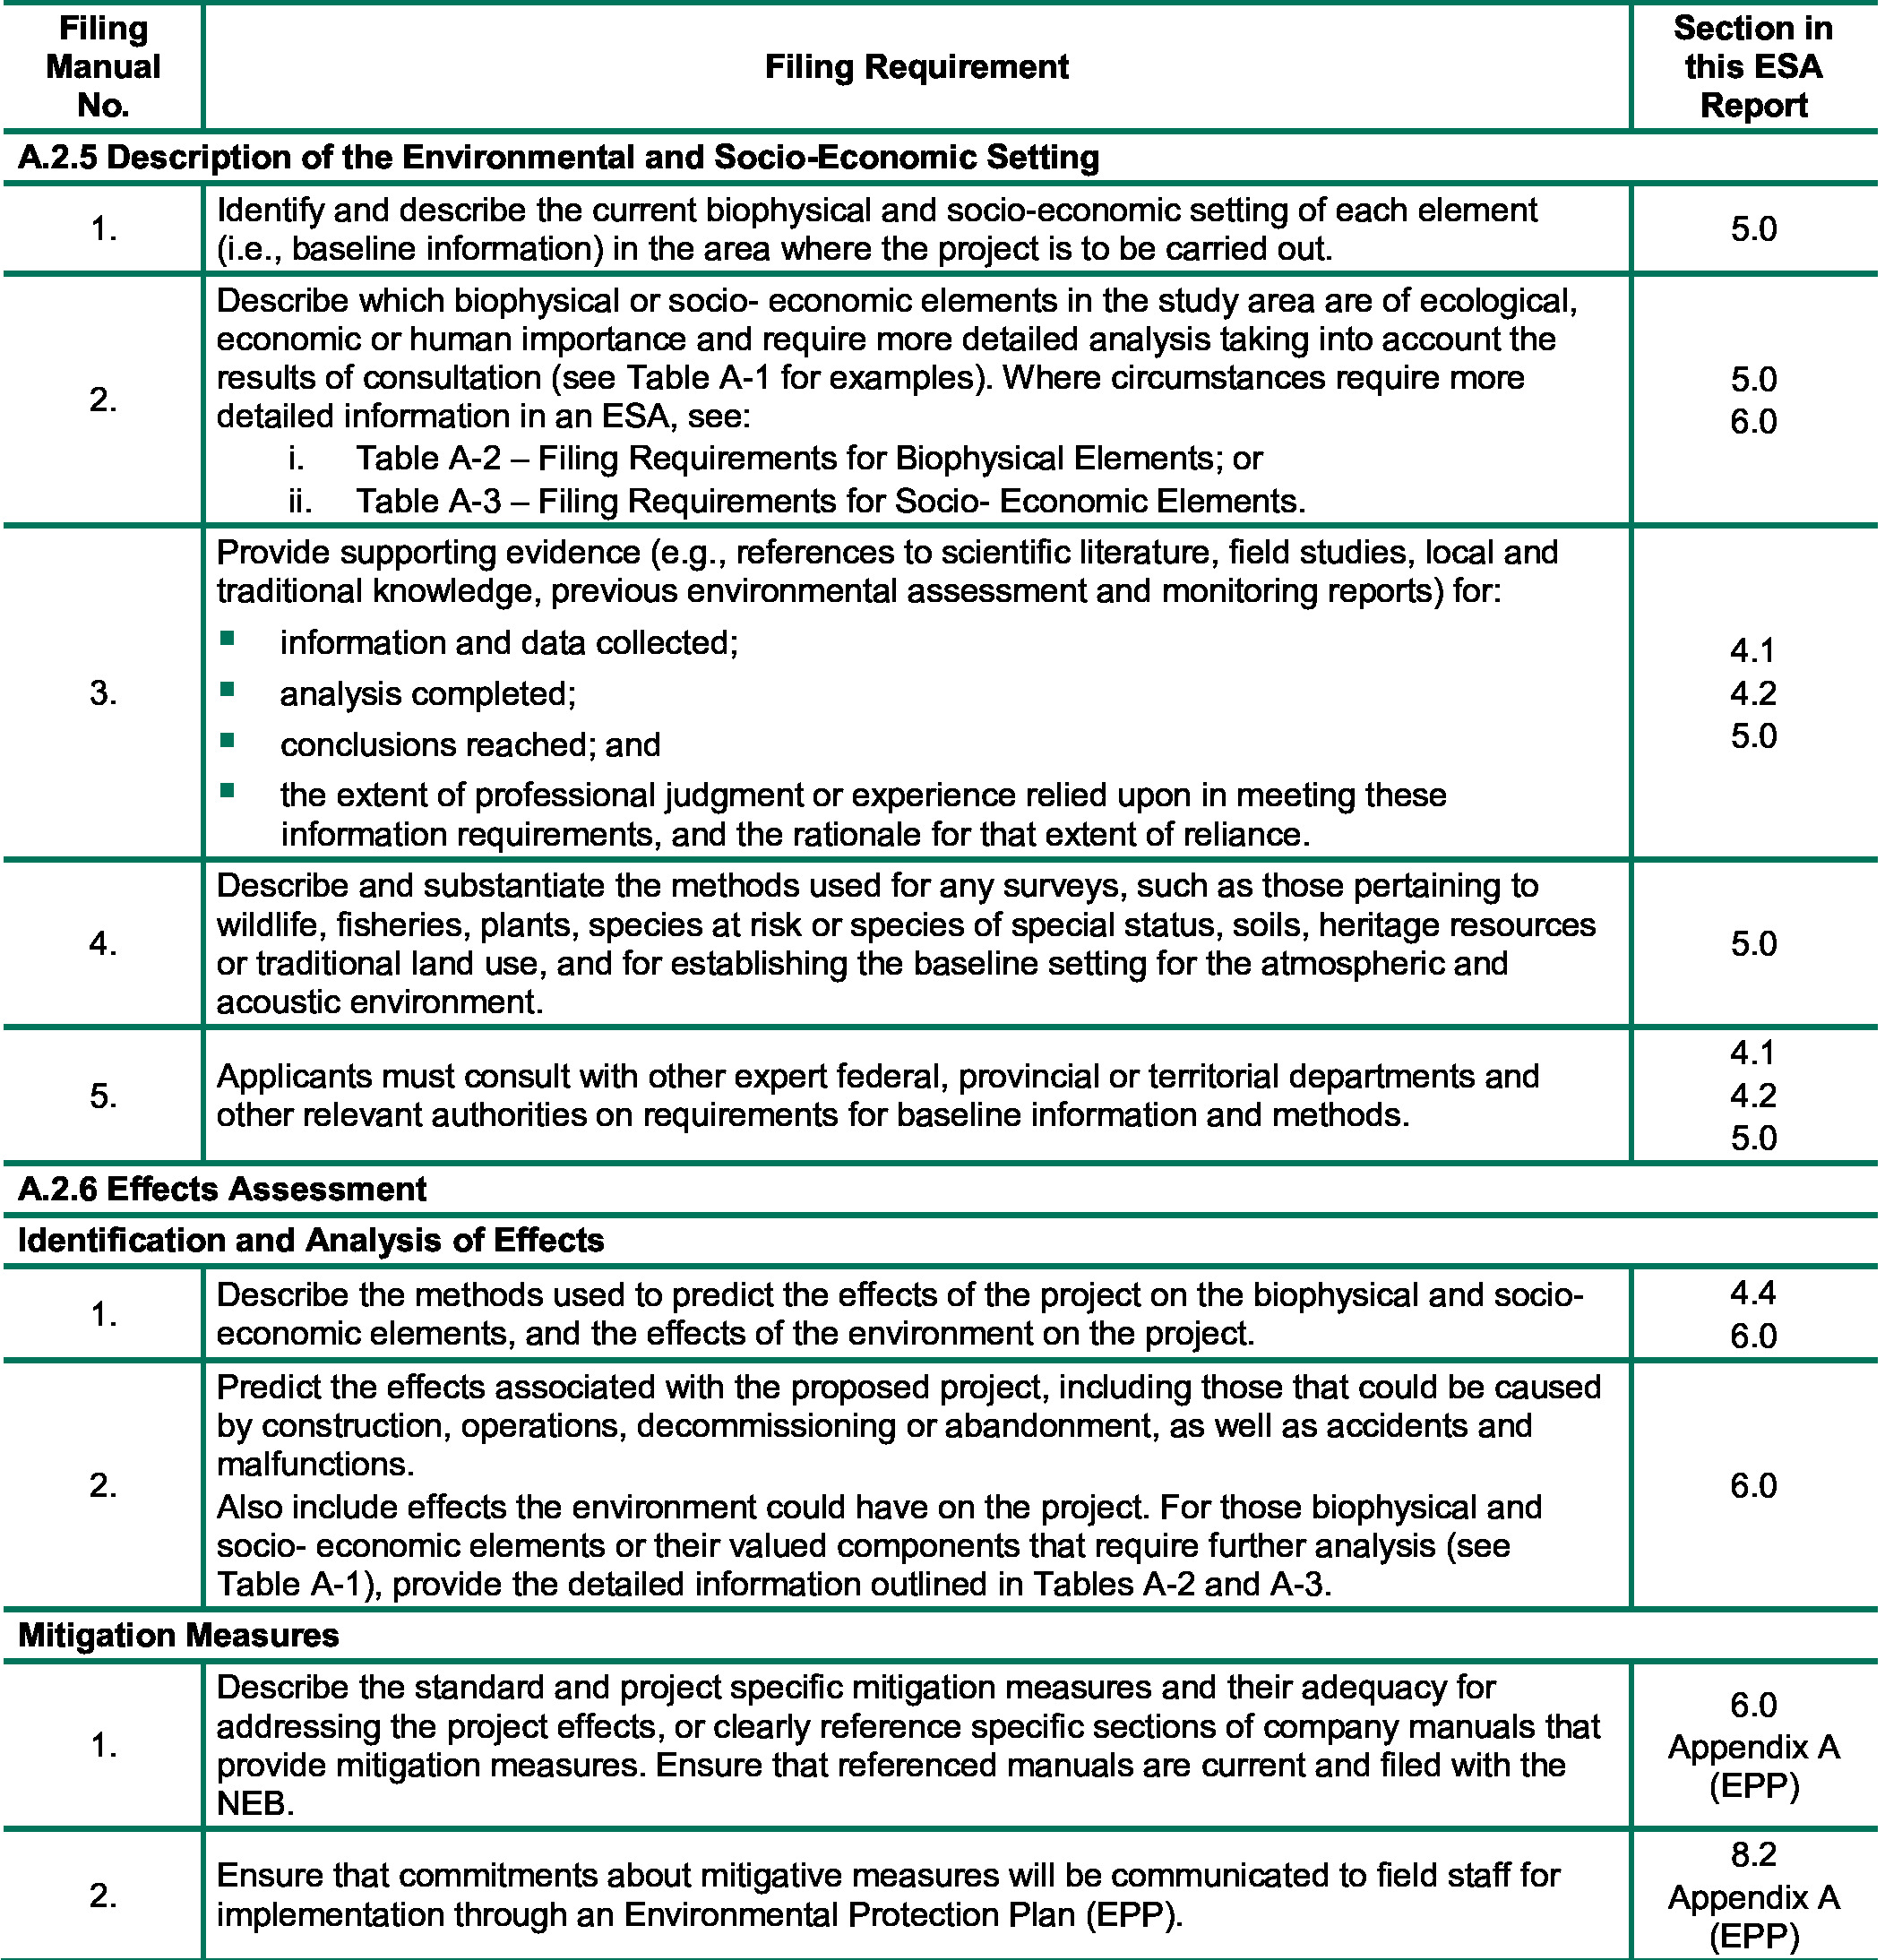 Filing
Manual
No.
Filing Requirement
Section in
this ESA
Report
A.2.5 Description of the Environmental and Socio-Economic Setting
1.
Identify and describe the current biophysical and socio-economic setting of each element
(i.e., baseline information) in the area where the project is to be carried out.
5.0
2.
Describe which biophysical or socio- economic elements in the study area are of ecological,
economic or human importance and require more detailed analysis taking into account the
results of consultation (see Table A-1 for examples). Where circumstances require more
detailed information in an ESA, see:
i. Table A-2 – Filing Requirements for Biophysical Elements; or
ii. Table A-3 – Filing Requirements for Socio- Economic Elements.
5.0
6.0
3.
Provide supporting evidence (e.g., references to scientific literature, field studies, local and
traditional knowledge, previous environmental assessment and monitoring reports) for:
▪ information and data collected;
▪ analysis completed;
▪ conclusions reached; and
▪ the extent of professional judgment or experience relied upon in meeting these
information requirements, and the rationale for that extent of reliance.
4.1
4.2
5.0
4.
Describe and substantiate the methods used for any surveys, such as those pertaining to
wildlife, fisheries, plants, species at risk or species of special status, soils, heritage resources
or traditional land use, and for establishing the baseline setting for the atmospheric and
acoustic environment.
5.0
5.
Applicants must consult with other expert federal, provincial or territorial departments and
other relevant authorities on requirements for baseline information and methods.
4.1
4.2
5.0
A.2.6 Effects Assessment
Identification and Analysis of Effects
1.
Describe the methods used to predict the effects of the project on the biophysical and socio-
economic elements, and the effects of the environment on the project.
4.4
6.0
2.
Predict the effects associated with the proposed project, including those that could be caused
by construction, operations, decommissioning or abandonment, as well as accidents and
malfunctions.
Also include effects the environment could have on the project. For those biophysical and
socio- economic elements or their valued components that require further analysis (see
Table A-1), provide the detailed information outlined in Tables A-2 and A-3.
6.0
Mitigation Measures
1.
Describe the standard and project specific mitigation measures and their adequacy for
addressing the project effects, or clearly reference specific sections of company manuals that
provide mitigation measures. Ensure that referenced manuals are current and filed with the
NEB.
6.0
Appendix A
(EPP)
2.
Ensure that commitments about mitigative measures will be communicated to field staff for
implementation through an Environmental Protection Plan (EPP).
8.2
Appendix A
(EPP)